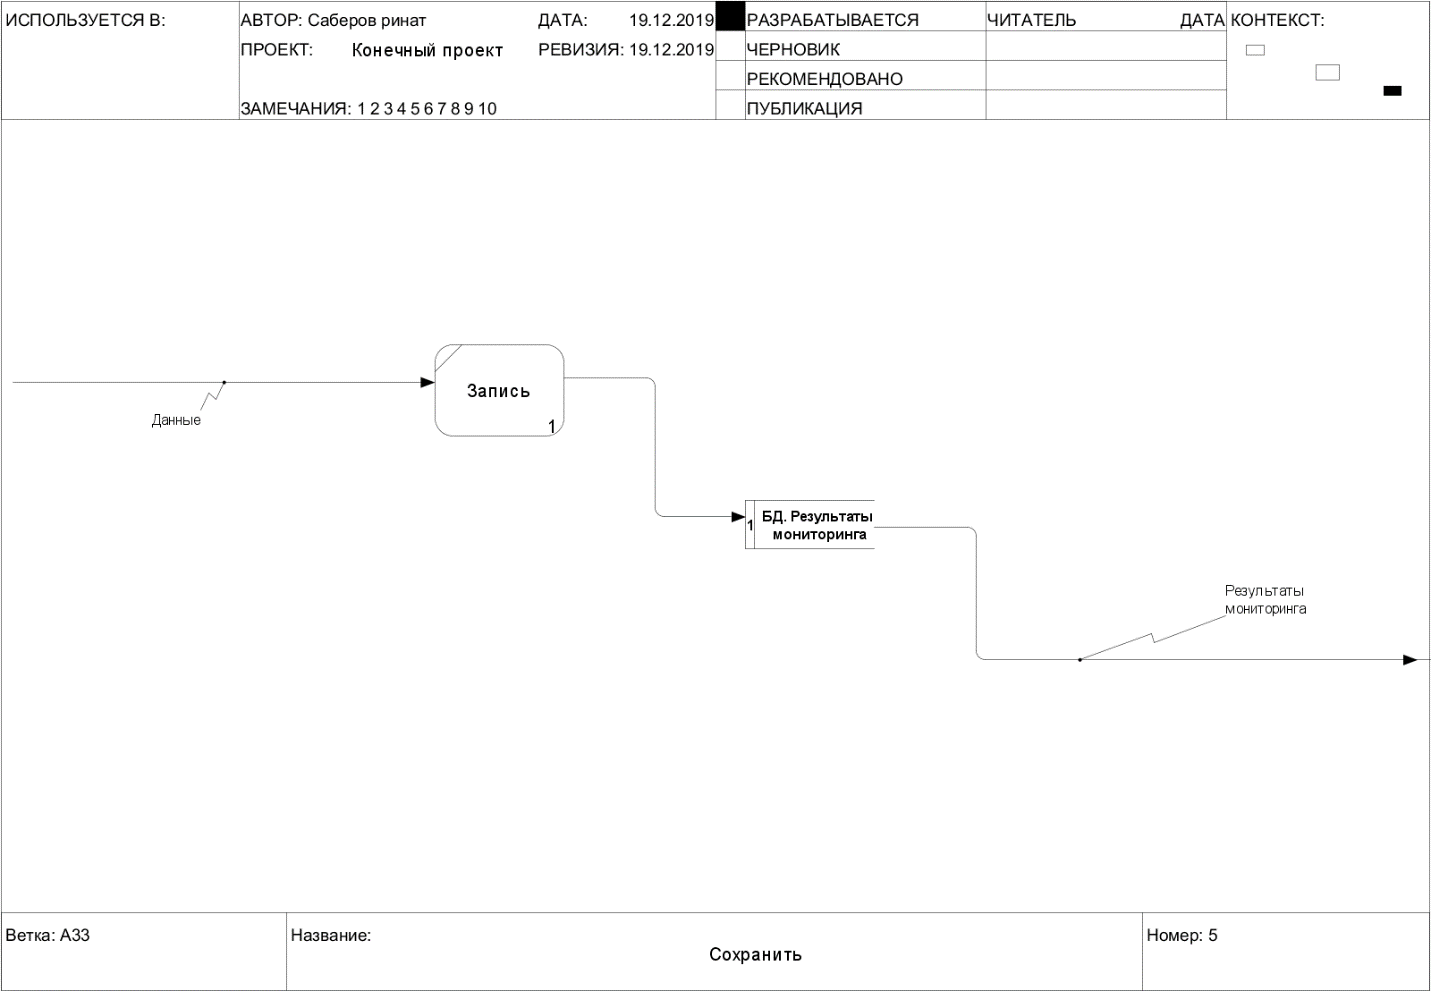 ИСПОЛЬЗУЕТСЯ В:
АВТОР: Саберов ринат
ДАТА: 19.12.2019
ПРОЕКТ: Конечный проект
РЕВИЗИЯ: 19.12.2019
ЗАМЕЧАНИЯ: 1 2 3 4 5 6 7 8 9 10
РАЗРАБАТЫВАЕТСЯ
ЧЕРНОВИК
РЕКОМЕНДОВАНО
ПУБЛИКАЦИЯ
ЧИТАТЕЛЬ ДАТА
КОНТЕКСТ:
Данные
Запись
1
1
БД. Результаты
мониторинга
Результаты
мониторинга
Ветка: A33
Название:
Сохранить
Номер: 5